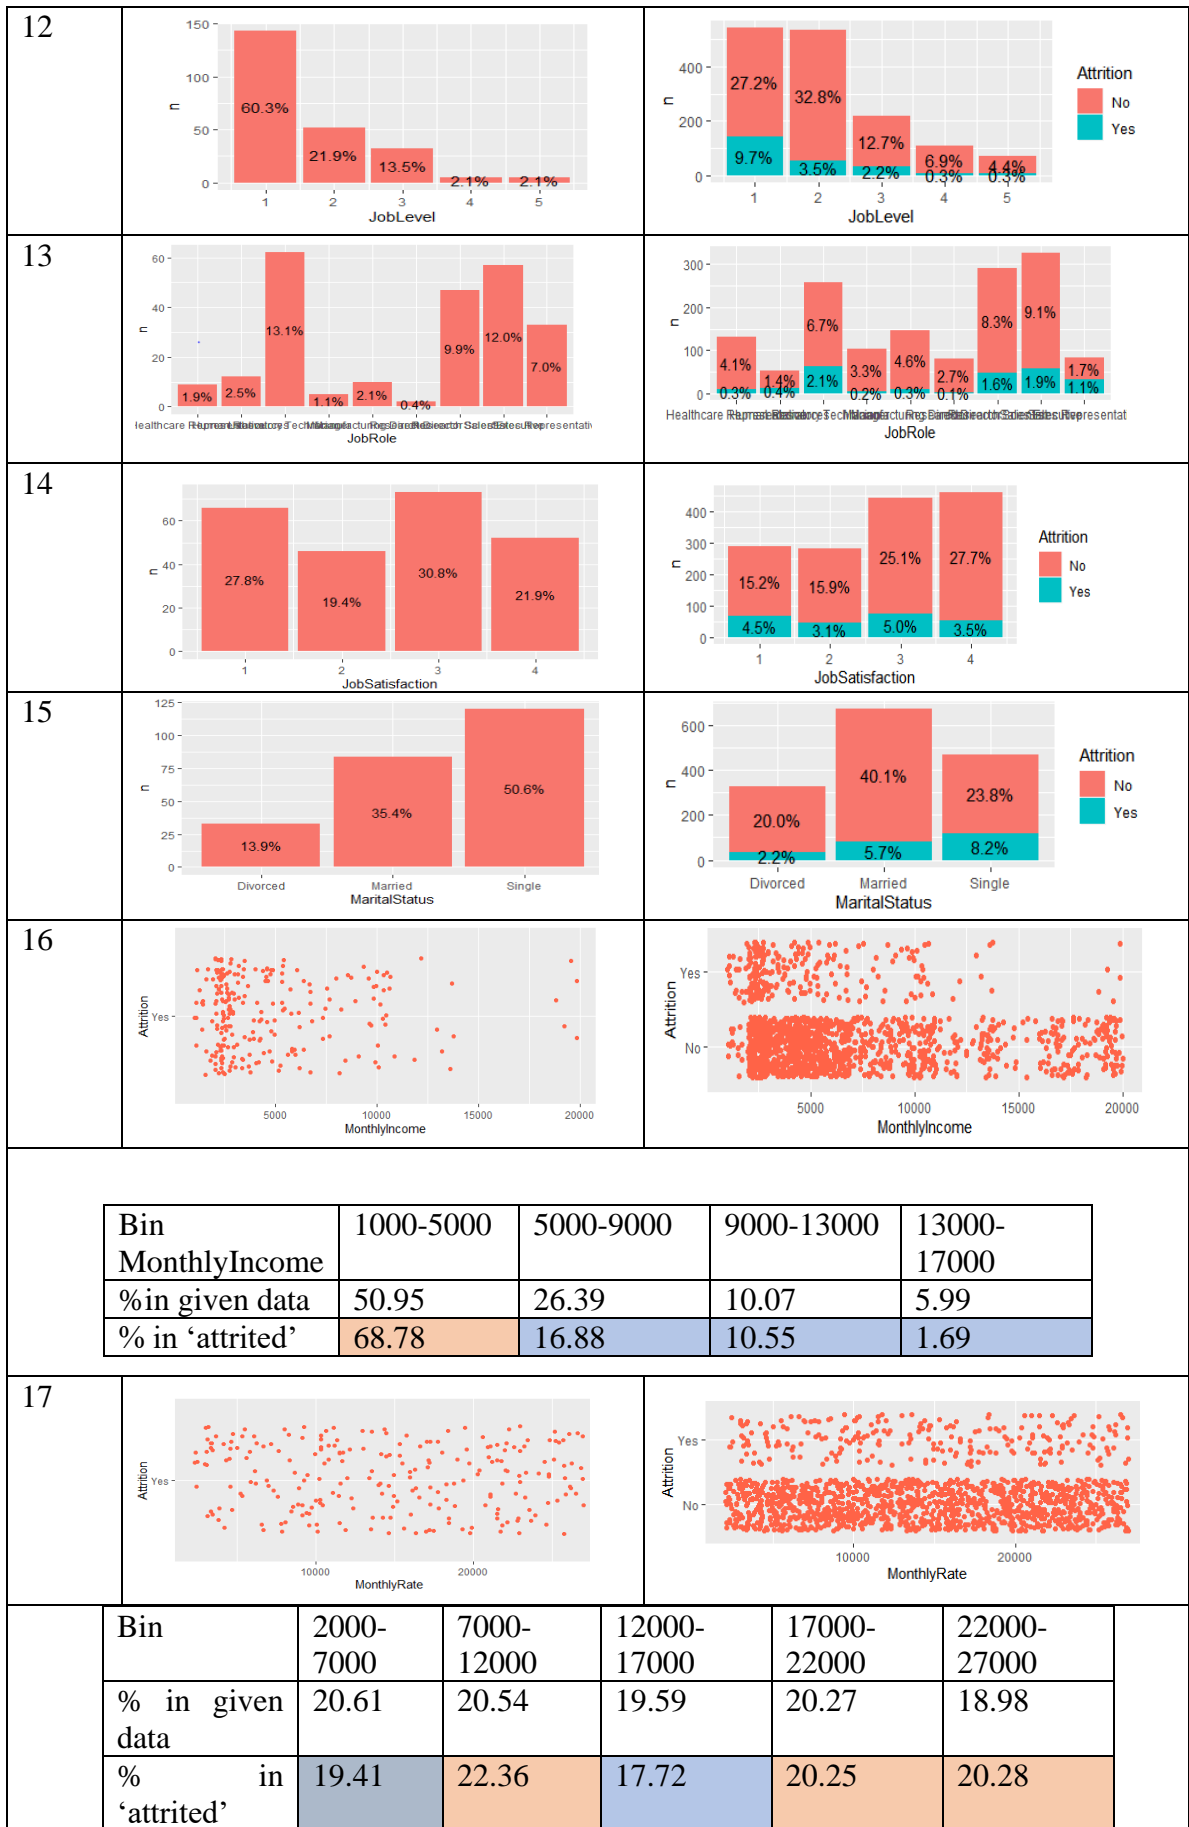 12
150
100
50
0
n
60.3%
21.9%
13.5%
2.1%
2.1%
1 2 3 4 5
JobLevel
400
200
0
n
27.2%
32.8%
12.7%
6.9%
4.4%
9.7%
3.5%
2.2%
0.3%
0.3%
1 2 3 4 5
JobLevel
Attrition
No
Yes
13
60
40
20
0
n
1.9%
2.5%
13.1%
1.1%
2.1%
0.4%
9.9%
12.0%
7.0%
JobRole
300
200
100
0
n
4.1%
1.4%
6.7%
3.3%
4.6%
2.7%
8.3%
9.1%
1.7%
0.3%
0.4%
2.1%
0.2%
0.3%
0.1%
1.6%
1.9%
1.1%
Healthcare
JobRole
14
60
40
20
0
n
27.8%
19.4%
30.8%
21.9%
1 2 3 4
JobSatisfaction
400
300
200
100
0
n
15.2%
15.9%
25.1%
27.7%
4.5%
3.1%
5.0%
3.5%
1 2 3 4
JobSatisfaction
Attrition
No
Yes
15
125
100
75
50
25
0
n
13.9%
35.4%
50.6%
Divorced Married Single
MaritalStatus
600
400
200
0
n
20.0%
40.1%
23.8%
2.2%
5.7%
8.2%
Divorced Married Single
MaritalStatus
Attrition
No
Yes
16
Attrition
Yes
5000 10000 15000 20000
MonthlyIncome
Attrition
Yes
No
5000 10000 15000 20000
MonthlyIncome
Bin MonthlyIncome 1000-5000 5000-9000 9000-13000 13000-17000
%in given data 50.95 26.39 10.07 5.99
% in ‘attrited’ 68.78 16.88 10.55 1.69
17
Attrition
Yes
10000 20000
MonthlyRate
Attrition
Yes
No
10000 20000
MonthlyRate
Bin 2000-7000 7000-12000 12000-17000 17000-22000 22000-27000
% in given data 20.61 20.54 19.59 20.27 18.98
% in ‘attrited’ 19.41 22.36 17.72 20.25 20.28